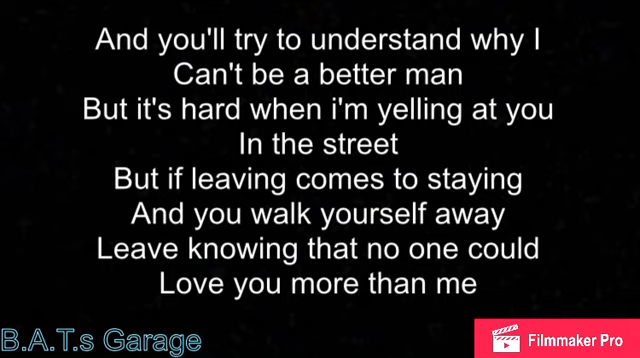 And you'll try to understand why I
Can't be a better man
But it's hard when i'm yelling at you
In the street
But if leaving comes to staying
And you walk yourself away
Leave knowing that no one could
Love you more than me
B.A.T.s Garage
Filmmaker Pro